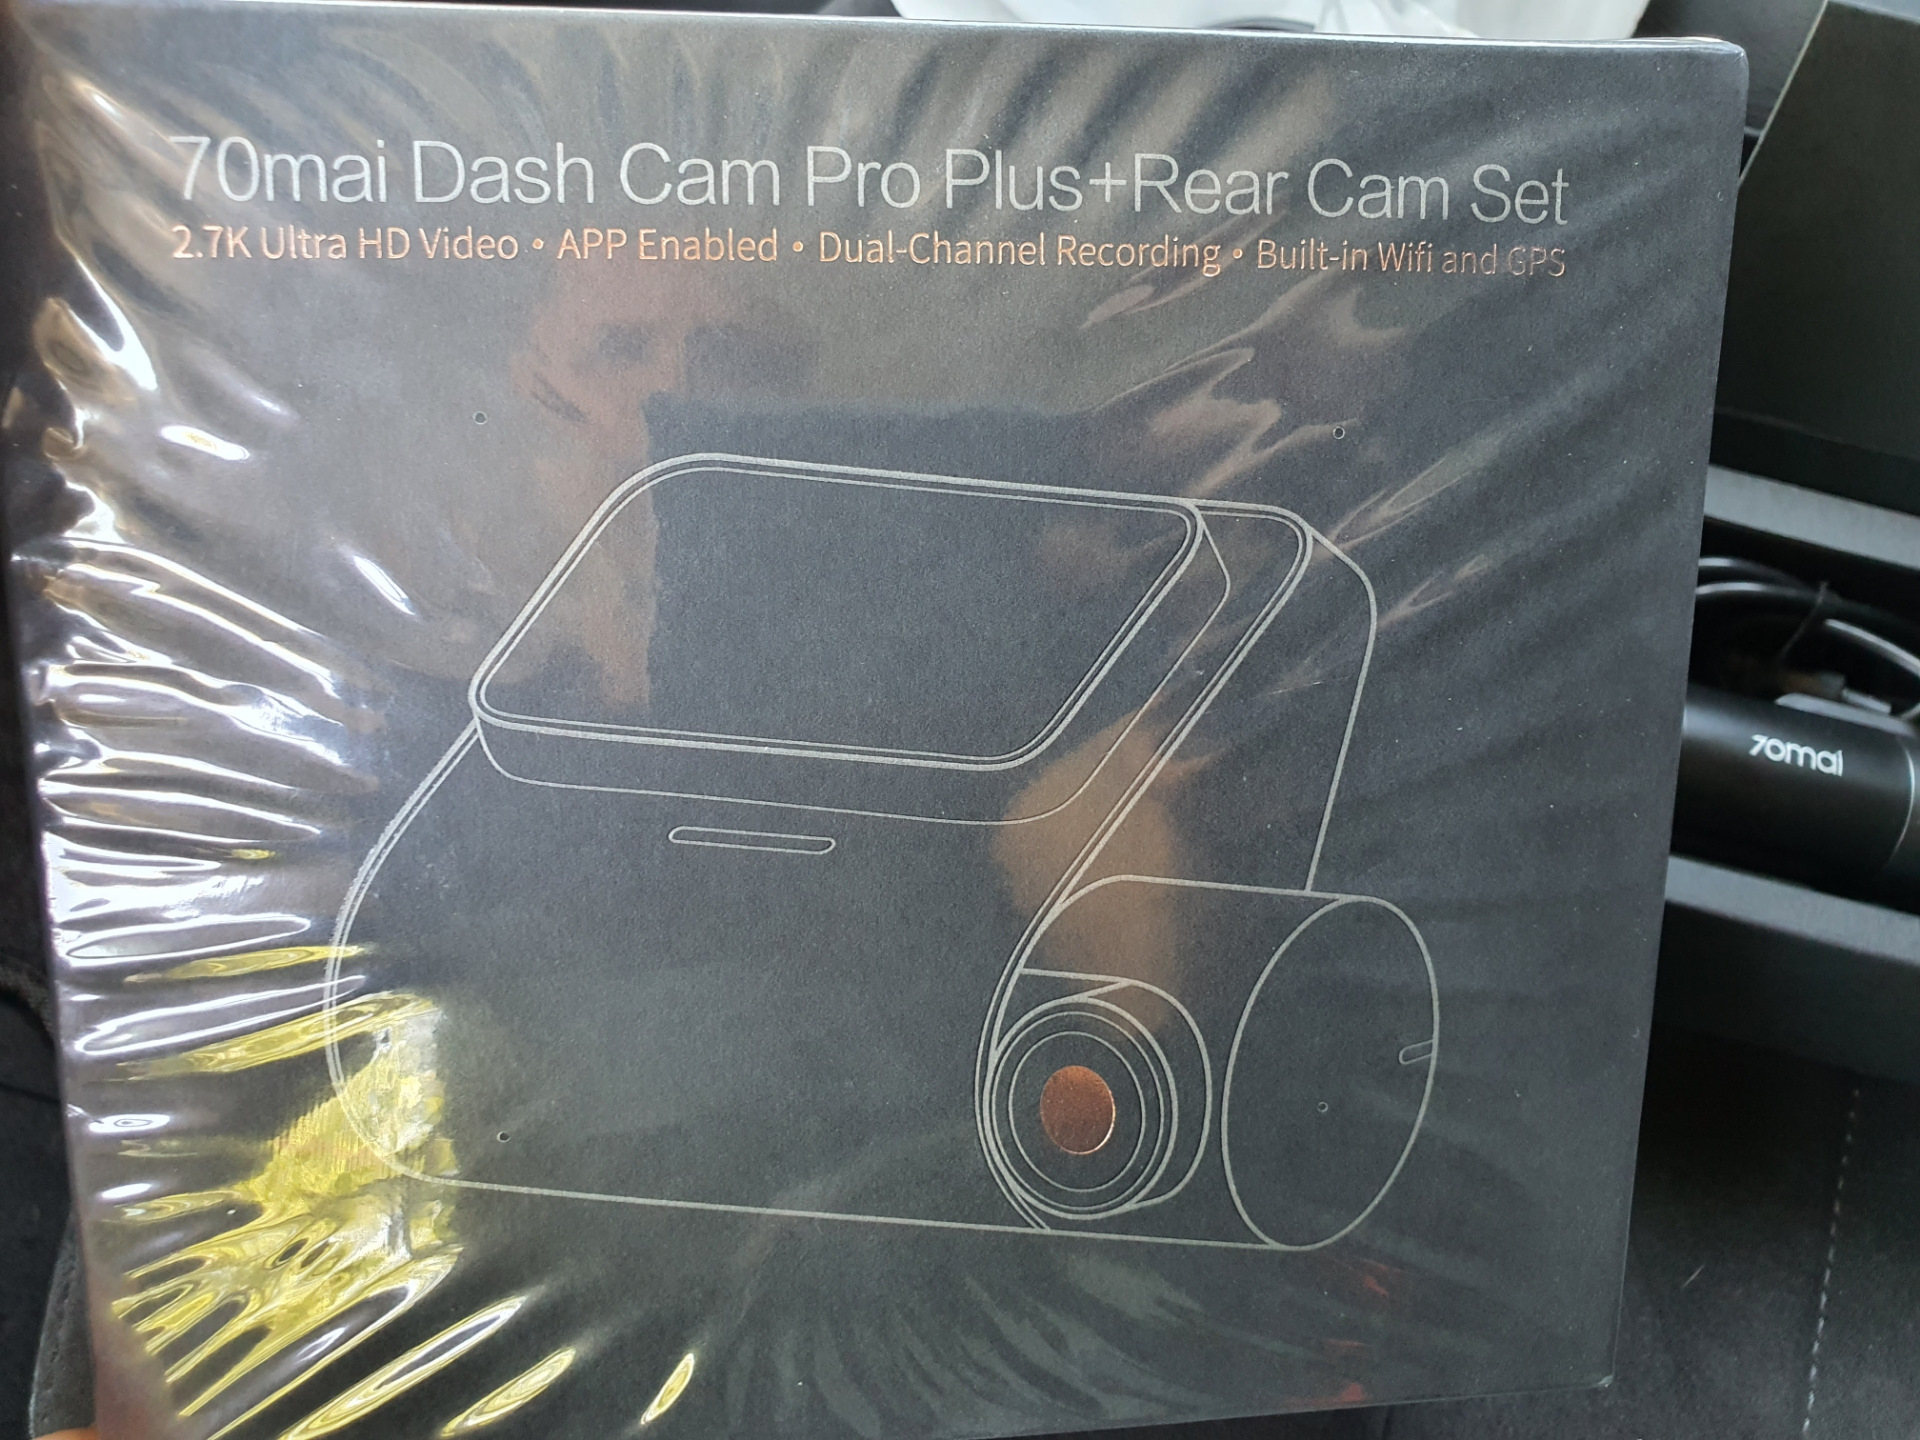 70mai Dash Cam Pro Plus+Rear Cam Set
2.7K Ultra HD Video • APP Enabled • Dual-Channel Recording • Built-in Wifi and GPS
70mai